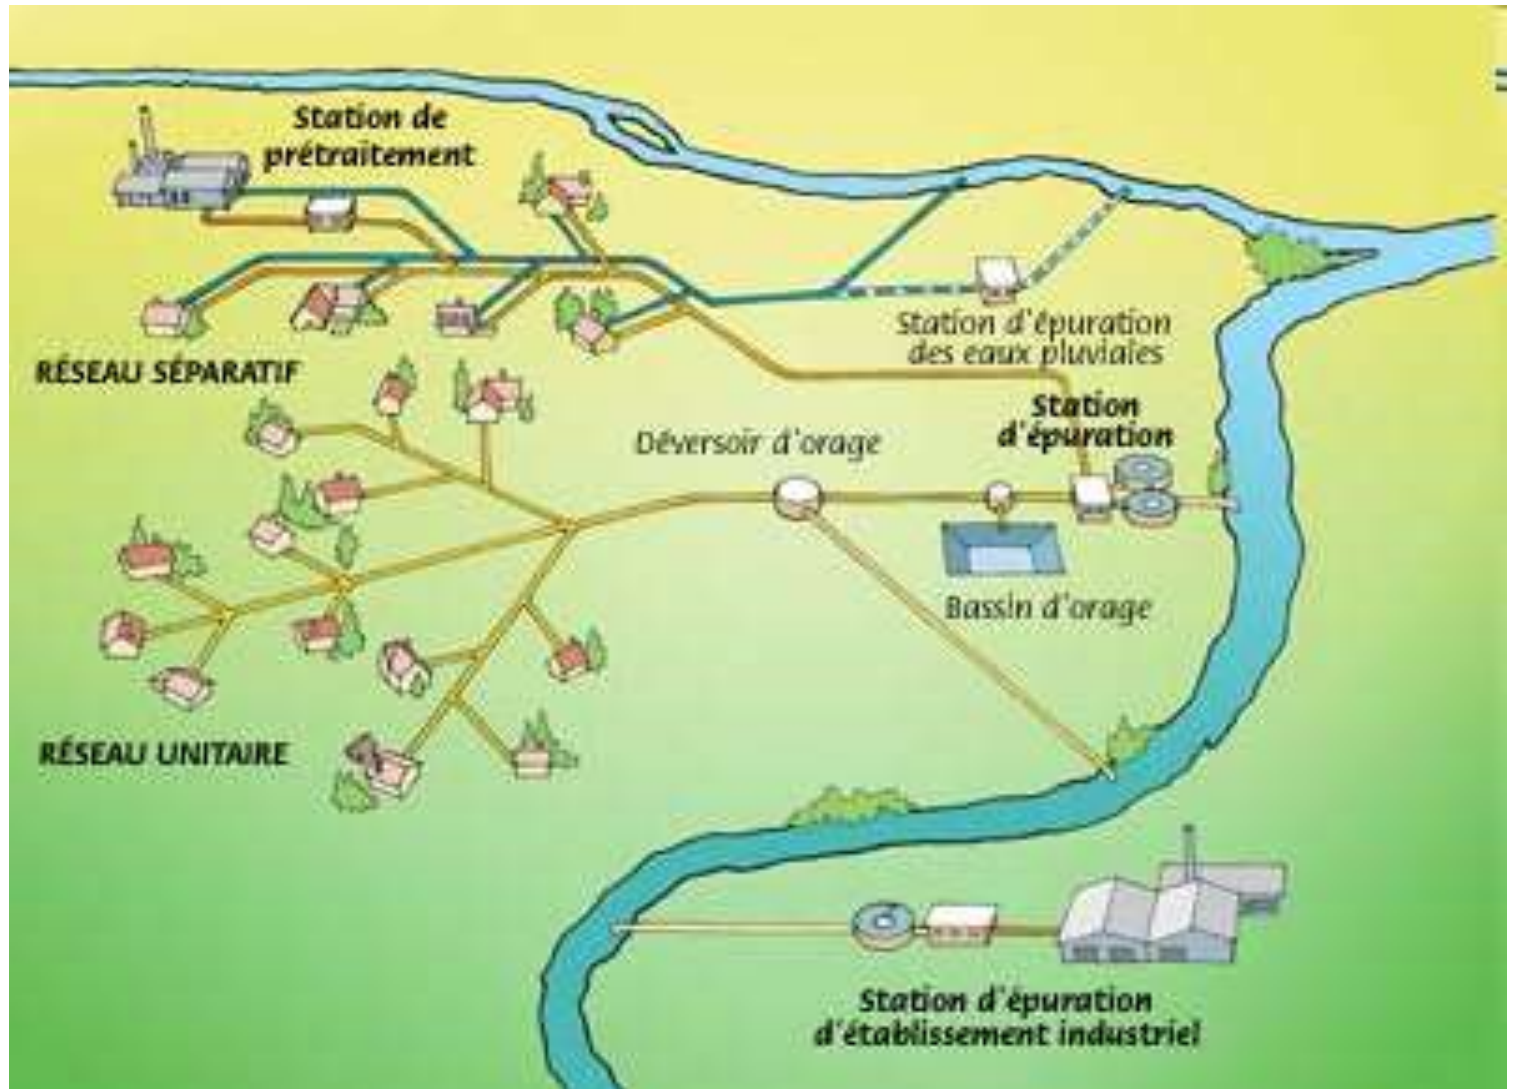 Station de
prétraitement
Station d'épuration
des eaux pluviales
RÉSEAU SÉPARATIF
Station
d'épuration
Déversoir d'orage
Bassin d'orage
RÉSEAU UNITAIRE
Station d'épuration
d'établissement industriel